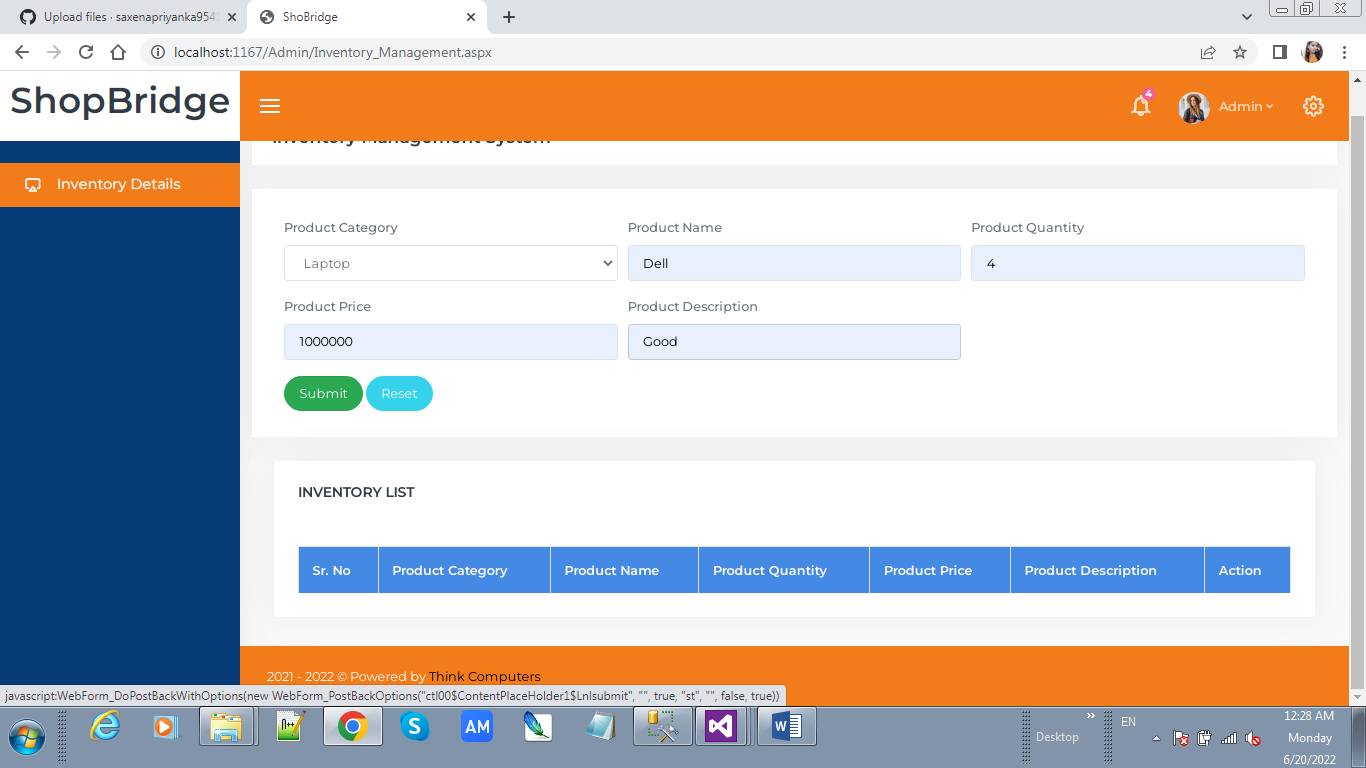 Upload files · saxenapriyanka954
ShoBridge
localhost:1167/Admin/Inventory_Management.aspx
ShopBridge
4
Admin
Inventory Management System
Inventory Details
Product Category
Product Name
Product Quantity
Laptop
Dell
4
Product Price
Product Description
1000000
Good
Submit
Reset
INVENTORY LIST
Sr. No
Product Category
Product Name
Product Quantity
Product Price
Product Description
Action
2021 - 2022 © Powered by Think Computers
javascript:WebForm_DoPostBackWithOptions(new WebForm_PostBackOptions("ctl00$ContentPlaceHolder1$Lnlsubmit", "", true, "st", "", false, true))
AM
Desktop
EN
12:28 AM
Monday
6/20/2022